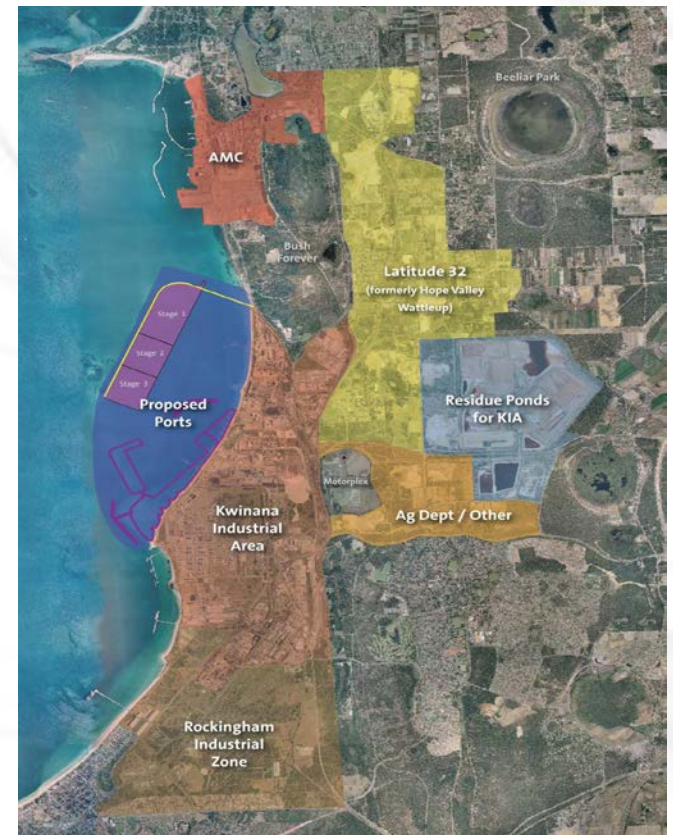 Beeliar Park
AMC
Bush
Forever
Latitude 32
(formerly Hope Valley
Wattleup)
Stage 1
Stage 2
Stage 3
Proposed
Ports
Residue Ponds
for KIA
Motorplex
Kwinana
Industrial
Area
Ag Dept / Other
Rockingham
Industrial
Zone